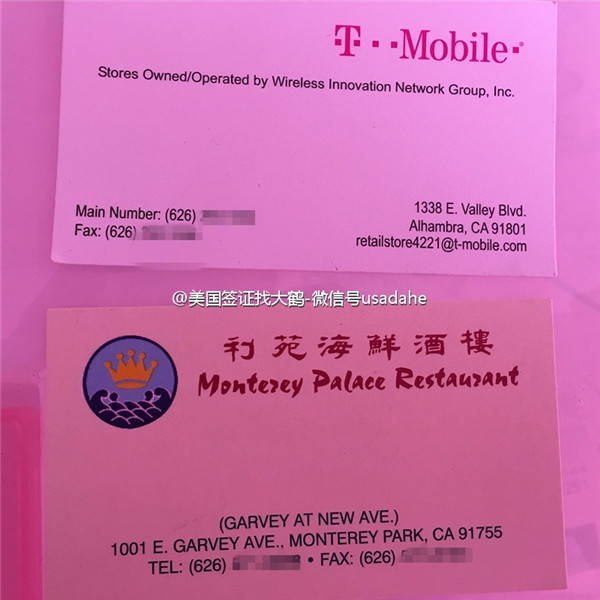 T··Mobile·®
Stores Owned/Operated by Wireless Innovation Network Group, Inc.
Main Number: (626)
Fax: (626)
1338 E. Valley Blvd.
Alhambra, CA 91801
retailstore4221@t-mobile.com
@美国签证找大鹤-微信号usadahe
利苑海鮮酒樓
Monterey Palace Restaurant
(GARVEY AT NEW AVE.)
1001 E. GARVEY AVE., MONTEREY PARK, CA 91755
TEL: (626) • FAX: (626)